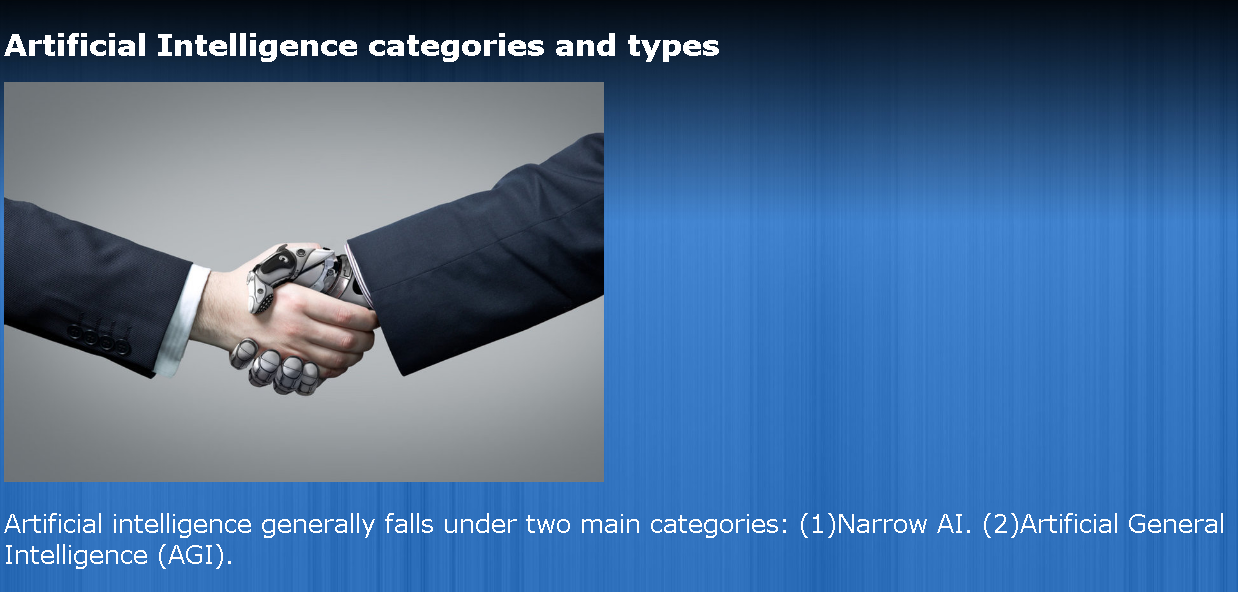 Artificial Intelligence categories and types
Artificial intelligence generally falls under two main categories: (1)Narrow AI. (2)Artificial General
Intelligence (AGI).